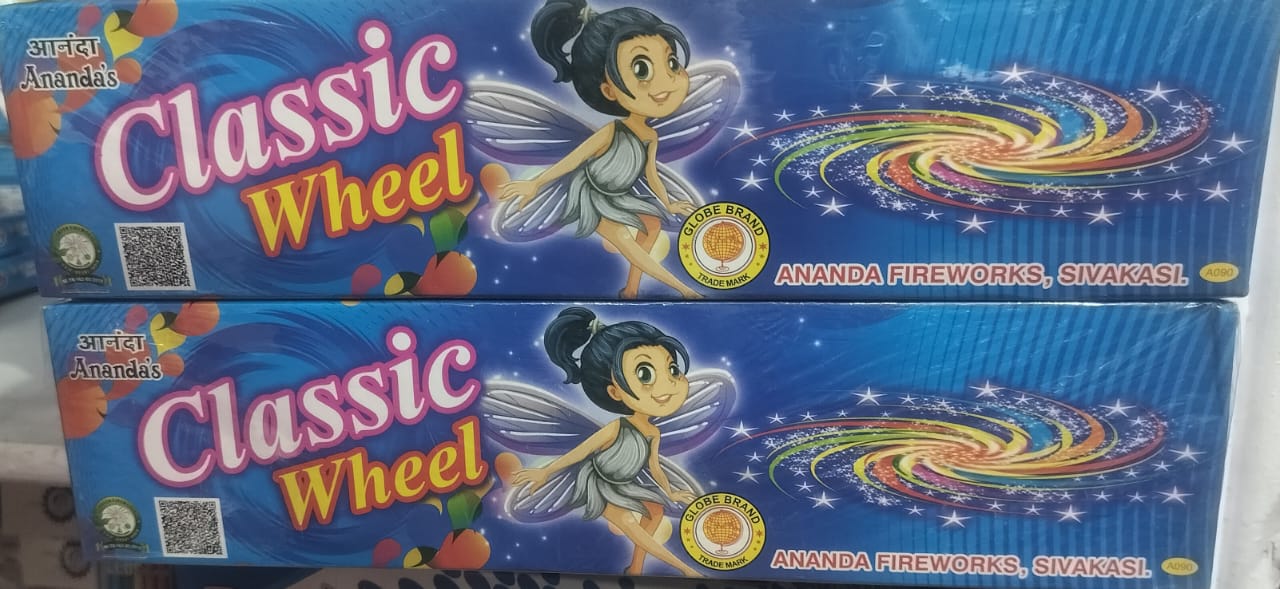 आनंदा
Ananda's
Classic
Wheel
GLOBE BRAND
TRADE MARK
ANANDA FIREWORKS, SIVAKASI.
A090
आनंदा
Ananda's
Classic
Wheel
GLOBE BRAND
TRADE MARK
ANANDA FIREWORKS, SIVAKASI.
A090